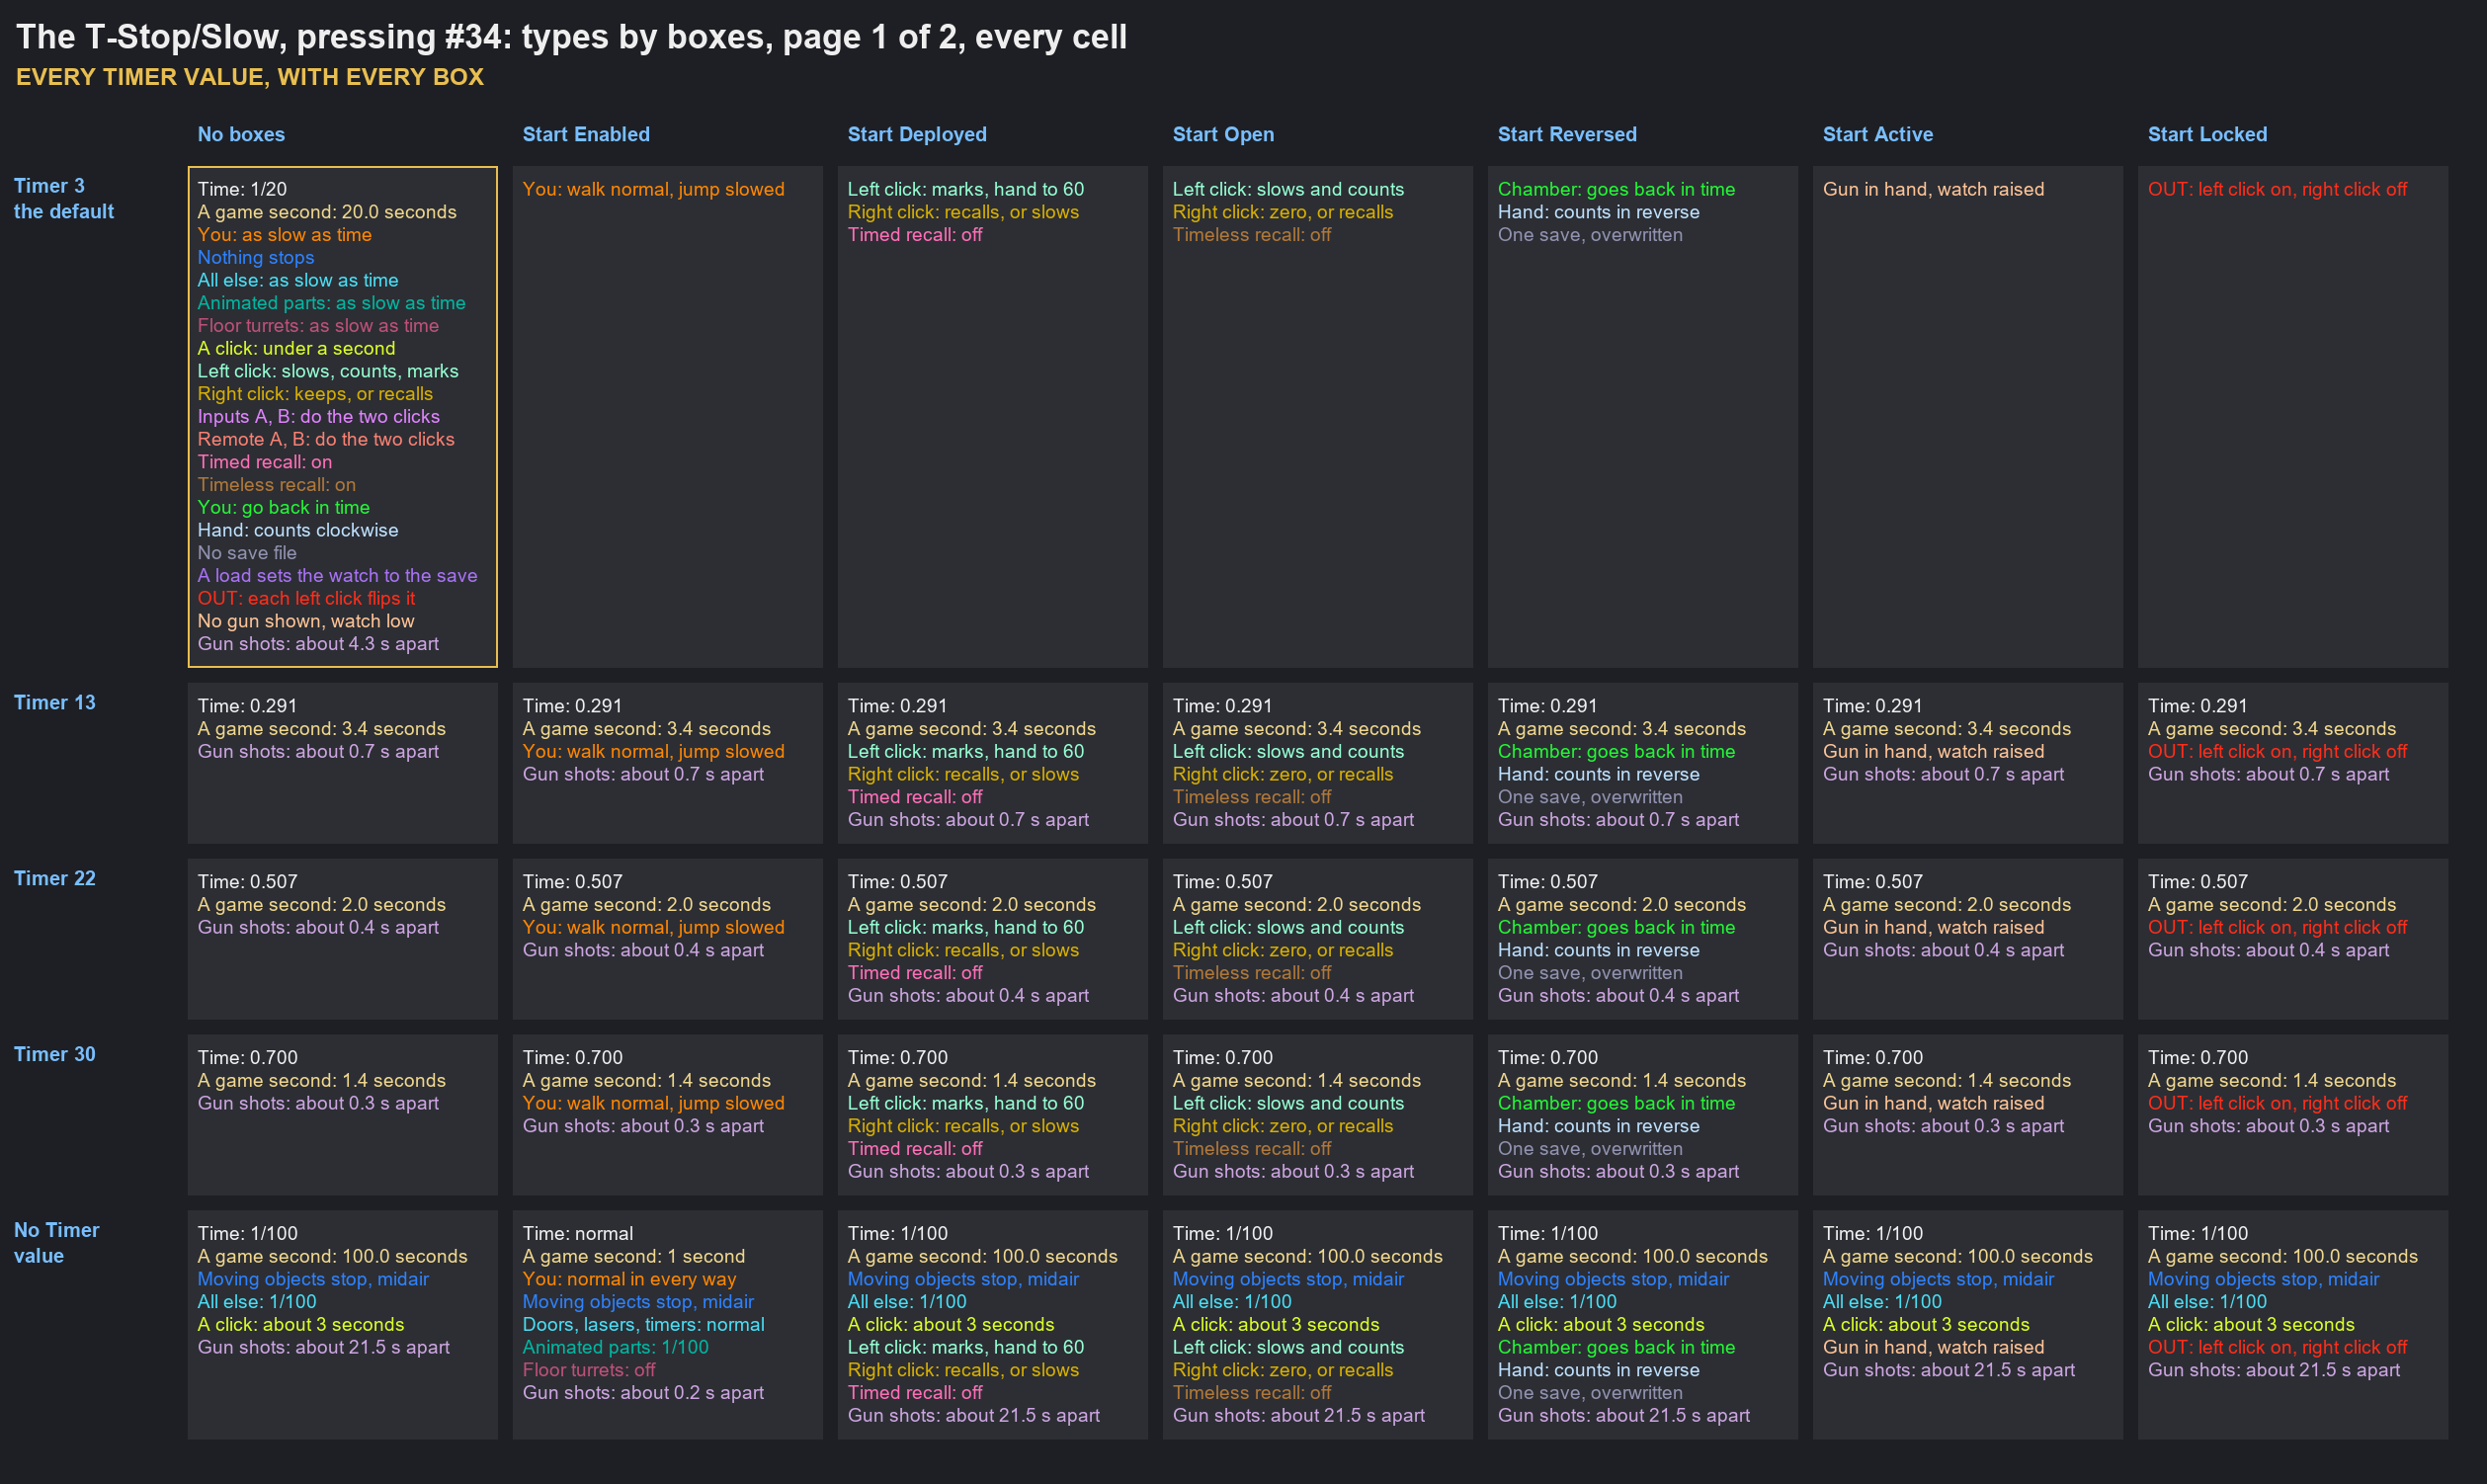 The T-Stop/Slow, pressing #34: types by boxes, page 1 of 2, every cell
EVERY TIMER VALUE, WITH EVERY BOX
No boxes
Start Enabled
Start Deployed
Start Open
Start Reversed
Start Active
Start Locked
Timer 3
the default
Time: 1/20
A game second: 20.0 seconds
You: as slow as time
Nothing stops
All else: as slow as time
Animated parts: as slow as time
Floor turrets: as slow as time
A click: under a second
Left click: slows, counts, marks
Right click: keeps, or recalls
Inputs A, B: do the two clicks
Remote A, B: do the two clicks
Timed recall: on
Timeless recall: on
You: go back in time
Hand: counts clockwise
No save file
A load sets the watch to the save
OUT: each left click flips it
No gun shown, watch low
Gun shots: about 4.3 s apart
You: walk normal, jump slowed
Left click: marks, hand to 60
Right click: recalls, or slows
Timed recall: off
Left click: slows and counts
Right click: zero, or recalls
Timeless recall: off
Chamber: goes back in time
Hand: counts in reverse
One save, overwritten
Gun in hand, watch raised
OUT: left click on, right click off
Timer 13
Time: 0.291
A game second: 3.4 seconds
Gun shots: about 0.7 s apart
Time: 0.291
A game second: 3.4 seconds
You: walk normal, jump slowed
Gun shots: about 0.7 s apart
Time: 0.291
A game second: 3.4 seconds
Left click: marks, hand to 60
Right click: recalls, or slows
Timed recall: off
Gun shots: about 0.7 s apart
Time: 0.291
A game second: 3.4 seconds
Left click: slows and counts
Right click: zero, or recalls
Timeless recall: off
Gun shots: about 0.7 s apart
Time: 0.291
A game second: 3.4 seconds
Chamber: goes back in time
Hand: counts in reverse
One save, overwritten
Gun shots: about 0.7 s apart
Time: 0.291
A game second: 3.4 seconds
Gun in hand, watch raised
Gun shots: about 0.7 s apart
Time: 0.291
A game second: 3.4 seconds
OUT: left click on, right click off
Gun shots: about 0.7 s apart
Timer 22
Time: 0.507
A game second: 2.0 seconds
Gun shots: about 0.4 s apart
Time: 0.507
A game second: 2.0 seconds
You: walk normal, jump slowed
Gun shots: about 0.4 s apart
Time: 0.507
A game second: 2.0 seconds
Left click: marks, hand to 60
Right click: recalls, or slows
Timed recall: off
Gun shots: about 0.4 s apart
Time: 0.507
A game second: 2.0 seconds
Left click: slows and counts
Right click: zero, or recalls
Timeless recall: off
Gun shots: about 0.4 s apart
Time: 0.507
A game second: 2.0 seconds
Chamber: goes back in time
Hand: counts in reverse
One save, overwritten
Gun shots: about 0.4 s apart
Time: 0.507
A game second: 2.0 seconds
Gun in hand, watch raised
Gun shots: about 0.4 s apart
Time: 0.507
A game second: 2.0 seconds
OUT: left click on, right click off
Gun shots: about 0.4 s apart
Timer 30
Time: 0.700
A game second: 1.4 seconds
Gun shots: about 0.3 s apart
Time: 0.700
A game second: 1.4 seconds
You: walk normal, jump slowed
Gun shots: about 0.3 s apart
Time: 0.700
A game second: 1.4 seconds
Left click: marks, hand to 60
Right click: recalls, or slows
Timed recall: off
Gun shots: about 0.3 s apart
Time: 0.700
A game second: 1.4 seconds
Left click: slows and counts
Right click: zero, or recalls
Timeless recall: off
Gun shots: about 0.3 s apart
Time: 0.700
A game second: 1.4 seconds
Chamber: goes back in time
Hand: counts in reverse
One save, overwritten
Gun shots: about 0.3 s apart
Time: 0.700
A game second: 1.4 seconds
Gun in hand, watch raised
Gun shots: about 0.3 s apart
Time: 0.700
A game second: 1.4 seconds
OUT: left click on, right click off
Gun shots: about 0.3 s apart
No Timer
value
Time: 1/100
A game second: 100.0 seconds
Moving objects stop, midair
All else: 1/100
A click: about 3 seconds
Gun shots: about 21.5 s apart
Time: normal
A game second: 1 second
You: normal in every way
Moving objects stop, midair
Doors, lasers, timers: normal
Animated parts: 1/100
Floor turrets: off
Gun shots: about 0.2 s apart
Time: 1/100
A game second: 100.0 seconds
Moving objects stop, midair
All else: 1/100
A click: about 3 seconds
Left click: marks, hand to 60
Right click: recalls, or slows
Timed recall: off
Gun shots: about 21.5 s apart
Time: 1/100
A game second: 100.0 seconds
Moving objects stop, midair
All else: 1/100
A click: about 3 seconds
Left click: slows and counts
Right click: zero, or recalls
Timeless recall: off
Gun shots: about 21.5 s apart
Time: 1/100
A game second: 100.0 seconds
Moving objects stop, midair
All else: 1/100
A click: about 3 seconds
Chamber: goes back in time
Hand: counts in reverse
One save, overwritten
Gun shots: about 21.5 s apart
Time: 1/100
A game second: 100.0 seconds
Moving objects stop, midair
All else: 1/100
A click: about 3 seconds
Gun in hand, watch raised
Gun shots: about 21.5 s apart
Time: 1/100
A game second: 100.0 seconds
Moving objects stop, midair
All else: 1/100
A click: about 3 seconds
OUT: left click on, right click off
Gun shots: about 21.5 s apart